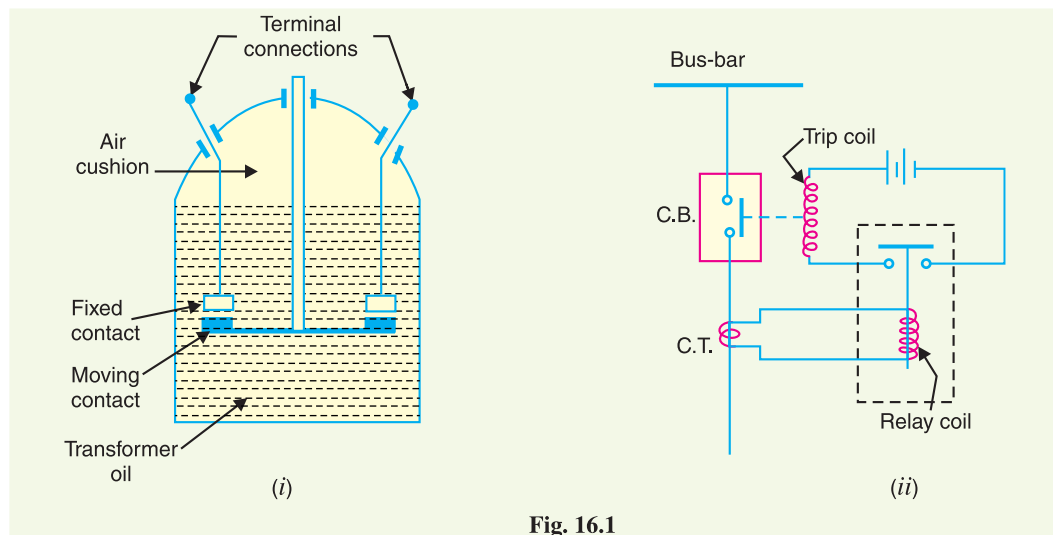 Terminal
connections
Air
cushion
Fixed
contact
Moving
contact
Transformer
oil
(i)
Bus-bar
Trip coil
C.B.
C.T.
Relay coil
(ii)
Fig. 16.1